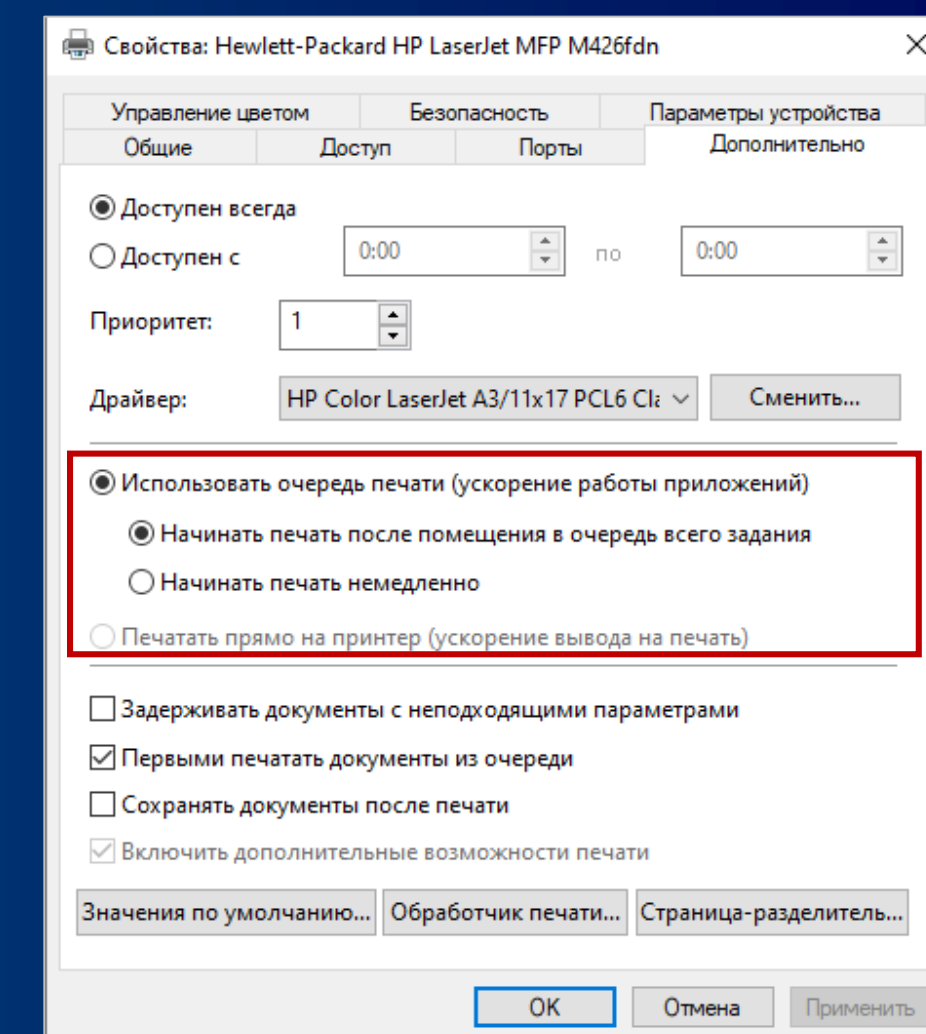 Свойства: Hewlett-Packard HP LaserJet MFP M426fdn
Управление цветом Безопасность Параметры устройства
Общие Доступ Порты Дополнительно
Доступен всегда
Доступен с 0:00 по 0:00
Приоритет: 1
Драйвер: HP Color LaserJet A3/11x17 PCL6 Cla Сменить...
Использовать очередь печати (ускорение работы приложений)
Начинать печать после помещения в очередь всего задания
Начинать печать немедленно
Печатать прямо на принтер (ускорение вывода на печать)
Задерживать документы с неподходящими параметрами
Первыми печатать документы из очереди
Сохранять документы после печати
Включить дополнительные возможности печати
Значения по умолчанию... Обработчик печати... Страница-разделитель...
OK Отмена Применить